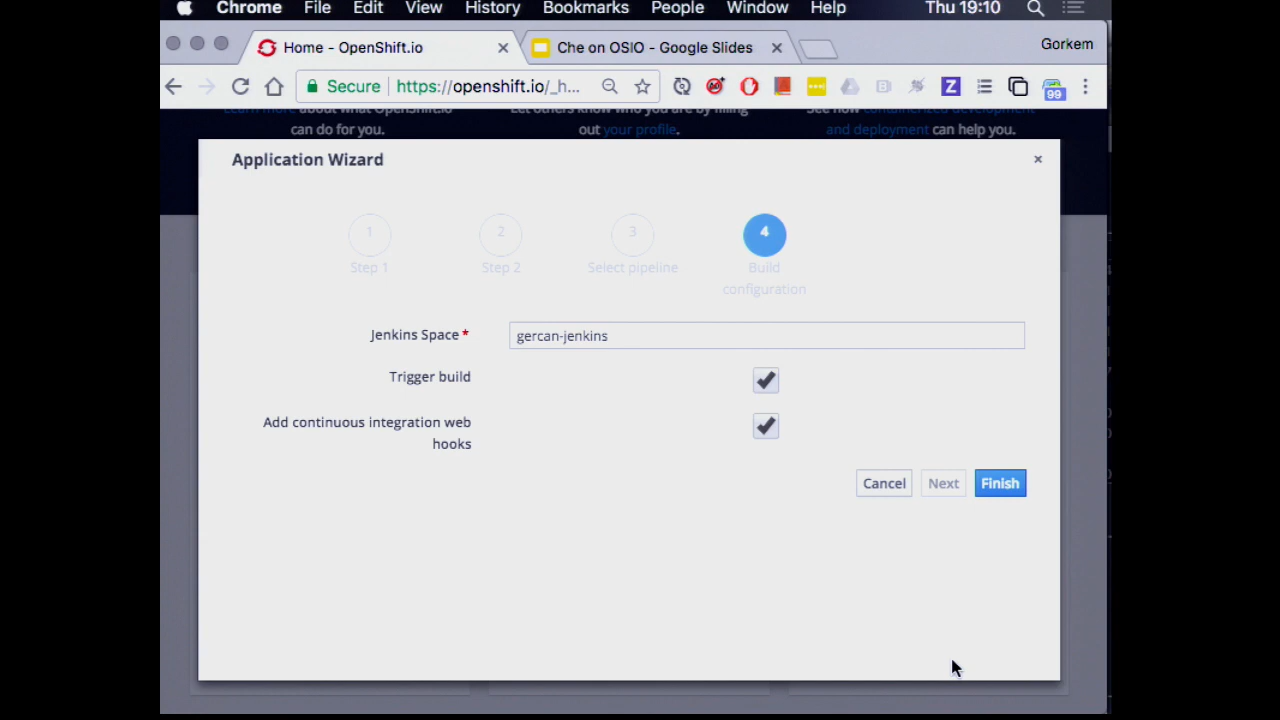 Chrome File Edit View History Bookmarks People Window Help Thu 19:10
Home - OpenShift.io Che on OSIO - Google Slides Gorkem
Secure https://openshift.io/_h... Z 99
Learn more about what OpenShift.io Let others know who you are by filling See how containerized development
can do for you. out your profile. and deployment can help you.
Application Wizard
1 2 3 4
Step 1 Step 2 Select pipeline Build
configuration
Jenkins Space* gercan-jenkins
Trigger build
Add continuous integration web
hooks
Cancel Next Finish